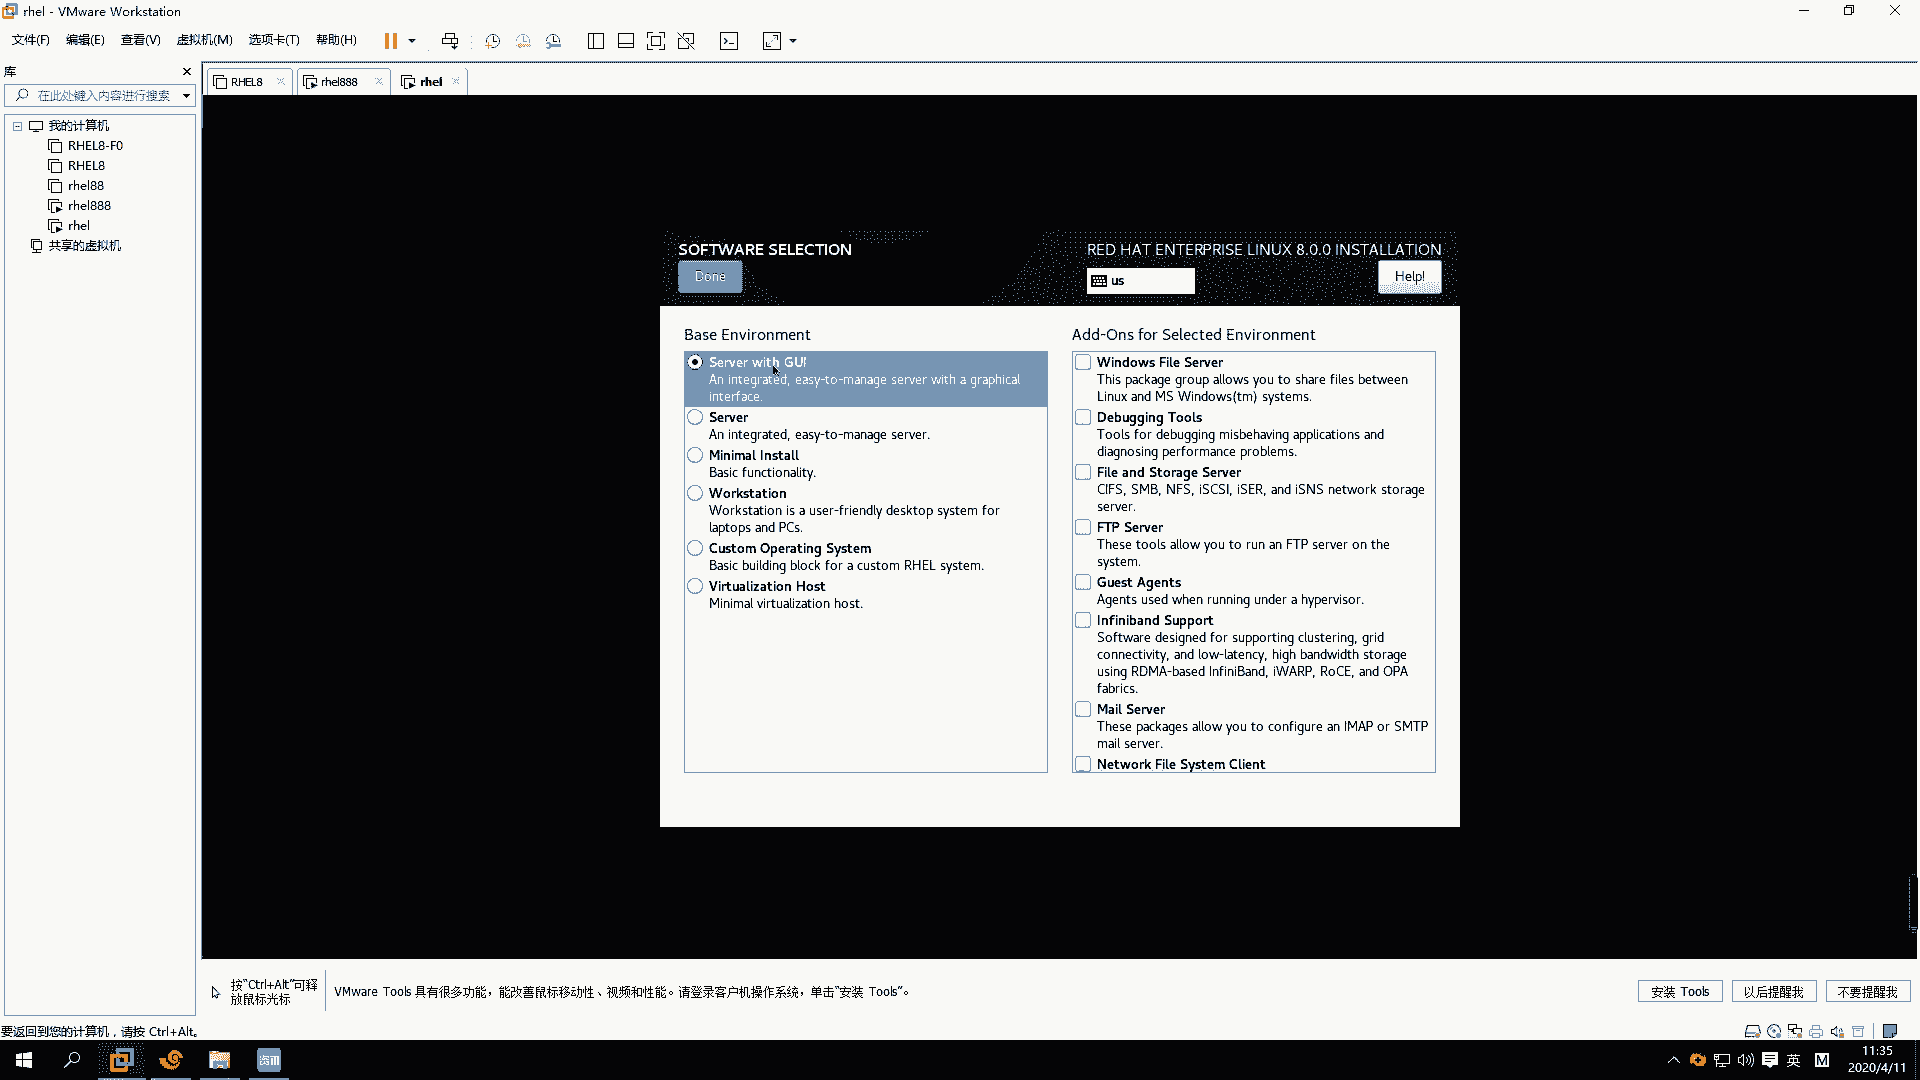 rhel - VMware Workstation
文件(F) 编辑(E) 查看(V) 虚拟机(M) 选项卡(T) 帮助(H)
库
在此处键入内容进行搜索
我的计算机
RHEL8-F0
RHEL8
rhel88
rhel888
rhel
共享的虚拟机
RHEL8 rhel888 rhel
SOFTWARE SELECTION
Done
RED HAT ENTERPRISE LINUX 8.0.0 INSTALLATION
us
Help!
Base Environment
Server with GUI
An integrated, easy-to-manage server with a graphical
interface.
Server
An integrated, easy-to-manage server.
Minimal Install
Basic functionality.
Workstation
Workstation is a user-friendly desktop system for
laptops and PCs.
Custom Operating System
Basic building block for a custom RHEL system.
Virtualization Host
Minimal virtualization host.
Add-Ons for Selected Environment
Windows File Server
This package group allows you to share files between
Linux and MS Windows(tm) systems.
Debugging Tools
Tools for debugging misbehaving applications and
diagnosing performance problems.
File and Storage Server
CIFS, SMB, NFS, iSCSI, iSER, and iSNS network storage
server.
FTP Server
These tools allow you to run an FTP server on the
system.
Guest Agents
Agents used when running under a hypervisor.
Infiniband Support
Software designed for supporting clustering, grid
connectivity, and low-latency, high bandwidth storage
using RDMA-based InfiniBand, iWARP, RoCE, and OPA
fabrics.
Mail Server
These packages allow you to configure an IMAP or SMTP
mail server.
Network File System Client
按"Ctrl+Alt"可释
放鼠标光标
VMware Tools 具有很多功能，能改善鼠标移动性、视频和性能。请登录客户机操作系统，单击"安装 Tools"。
安装 Tools
以后提醒我
不要提醒我
要返回到您的计算机，请按 Ctrl+Alt。
英
M
11:35
2020/4/11